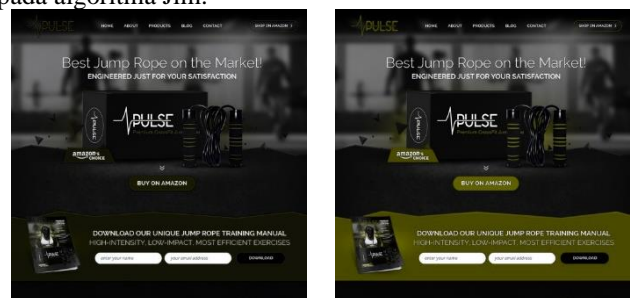 pada algoritma Jill.
PULSE
HOME ABOUT PRODUCTS BLOG CONTACT
SHOP ON AMAZON
Best Jump Rope on the Market!
ENGINEERED JUST FOR YOUR SATISFACTION
PULSE
PULSE
amazon's
CHOICE
BUY ON AMAZON
DOWNLOAD OUR UNIQUE JUMP ROPE TRAINING MANUAL
HIGH-INTENSITY, LOW-IMPACT, MOST EFFICIENT EXERCISES
enter your name
your email address
DOWNLOAD
PULSE
HOME ABOUT PRODUCTS BLOG CONTACT
SHOP ON AMAZON
Best Jump Rope on the Market!
ENGINEERED JUST FOR YOUR SATISFACTION
PULSE
PULSE
amazon's
CHOICE
BUY ON AMAZON
DOWNLOAD OUR UNIQUE JUMP ROPE TRAINING MANUAL
HIGH-INTENSITY, LOW-IMPACT, MOST EFFICIENT EXERCISES
enter your name
your email address
DOWNLOAD